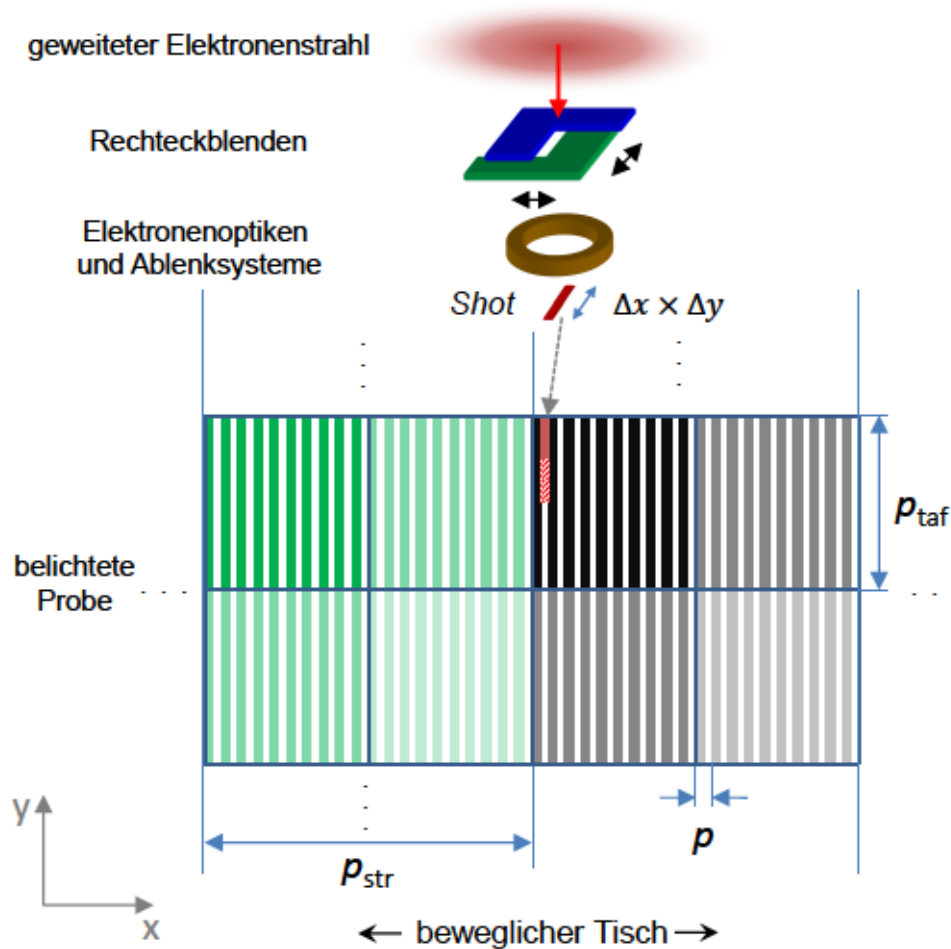 geweiteter Elektronenstrahl
Rechteckblenden
Elektronenoptiken
und Ablenksysteme
Shot
Δx × Δy
p_taf
belichtete
Probe
p
p_str
y
x
beweglicher Tisch